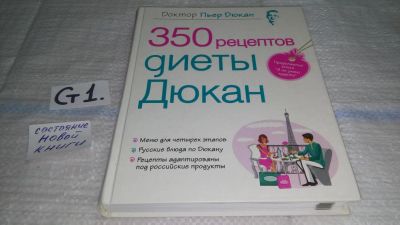 Доктор Пьер Дюкан
350 рецептов
диеты
Дюкан
Меню для четырех этапов
Русские блюда по Дюкану
Рецепты адаптированы
под российские продукты
G1.
состояние
новой
книги